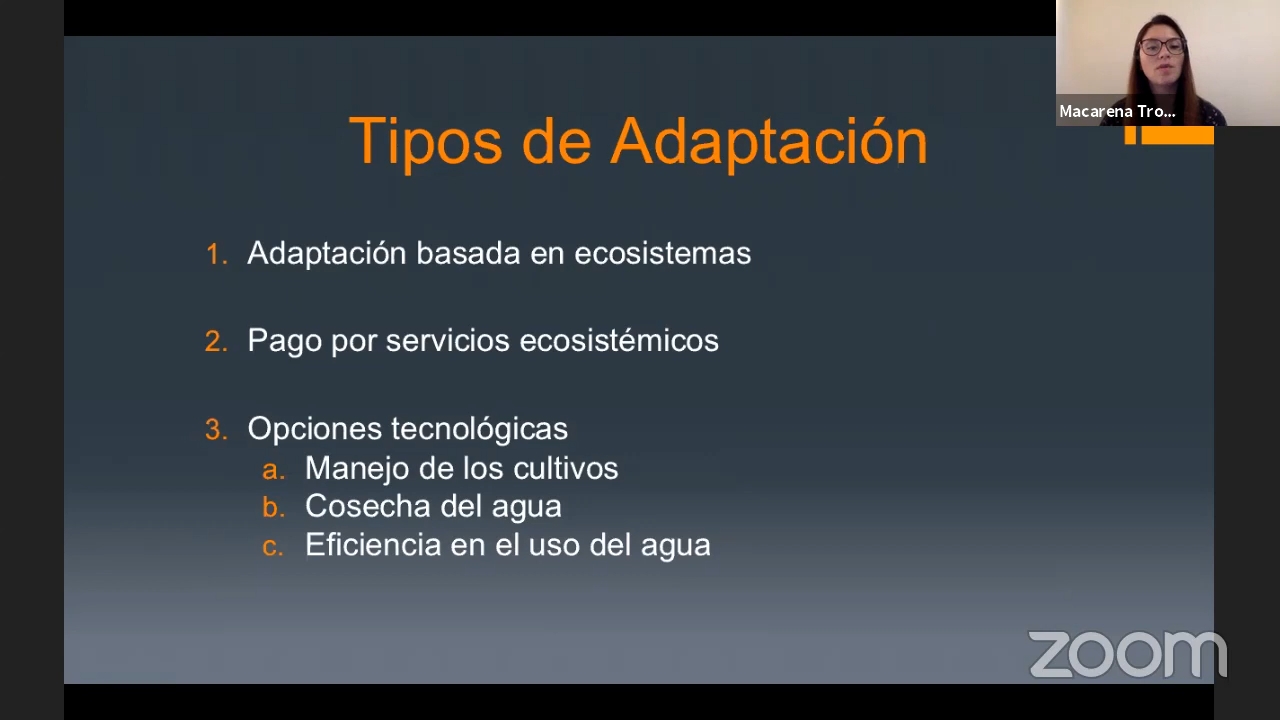 Macarena Tro...
Tipos de Adaptación
1. Adaptación basada en ecosistemas
2. Pago por servicios ecosistémicos
3. Opciones tecnológicas
a. Manejo de los cultivos
b. Cosecha del agua
c. Eficiencia en el uso del agua
zoom